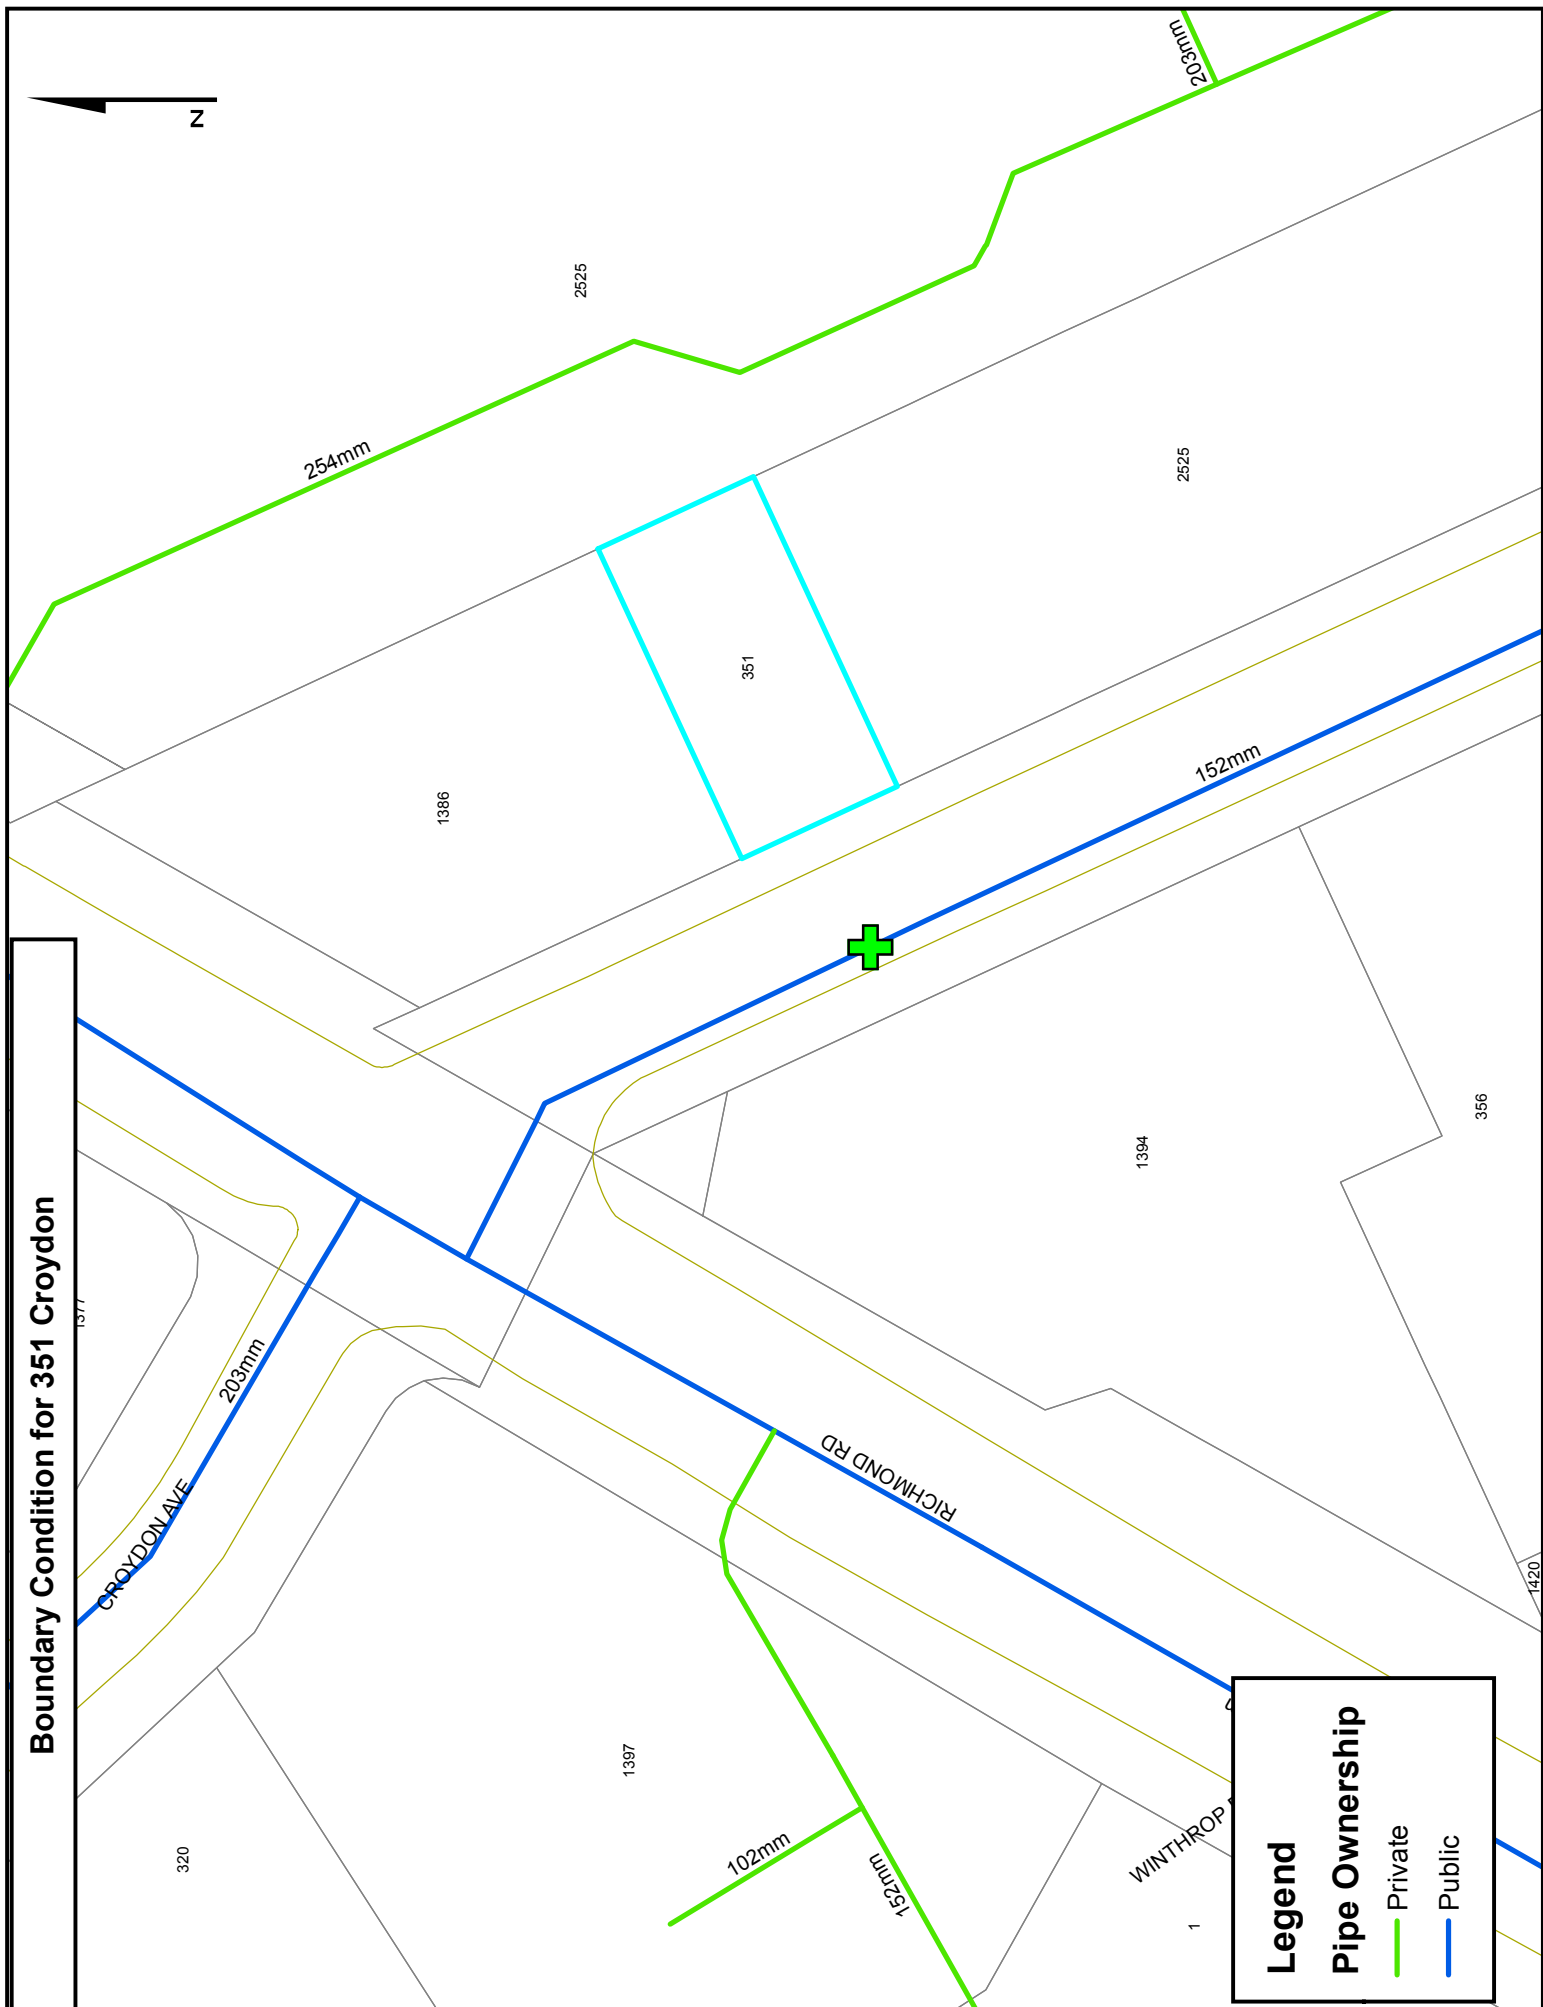 Boundary Condition for 351 Croydon
N
203mm
2525
254mm
2525
351
1386
152mm
1394
356
1377
203mm
CROYDON AVE
RICHMOND RD
1420
1397
320
102mm
152mm
WINTHROP
1
Legend
Pipe Ownership
Private
Public